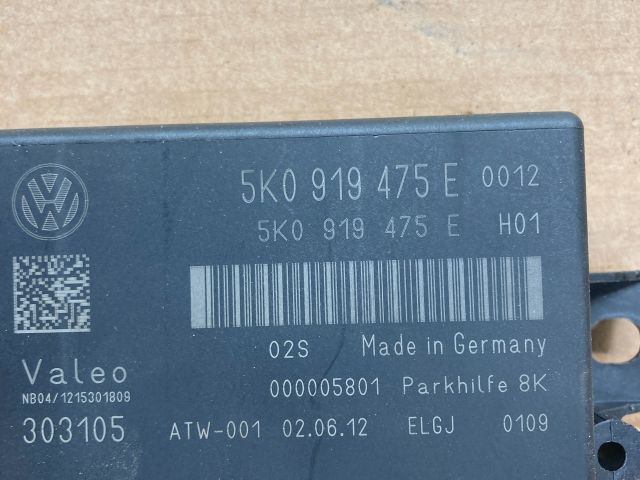 5K0 919 475 E 0012
5K0 919 475 E H01
02S Made in Germany
Valeo
000005801 Parkhilfe 8K
NB04/1215301809
303105 ATW-001 02.06.12 ELGJ 0109